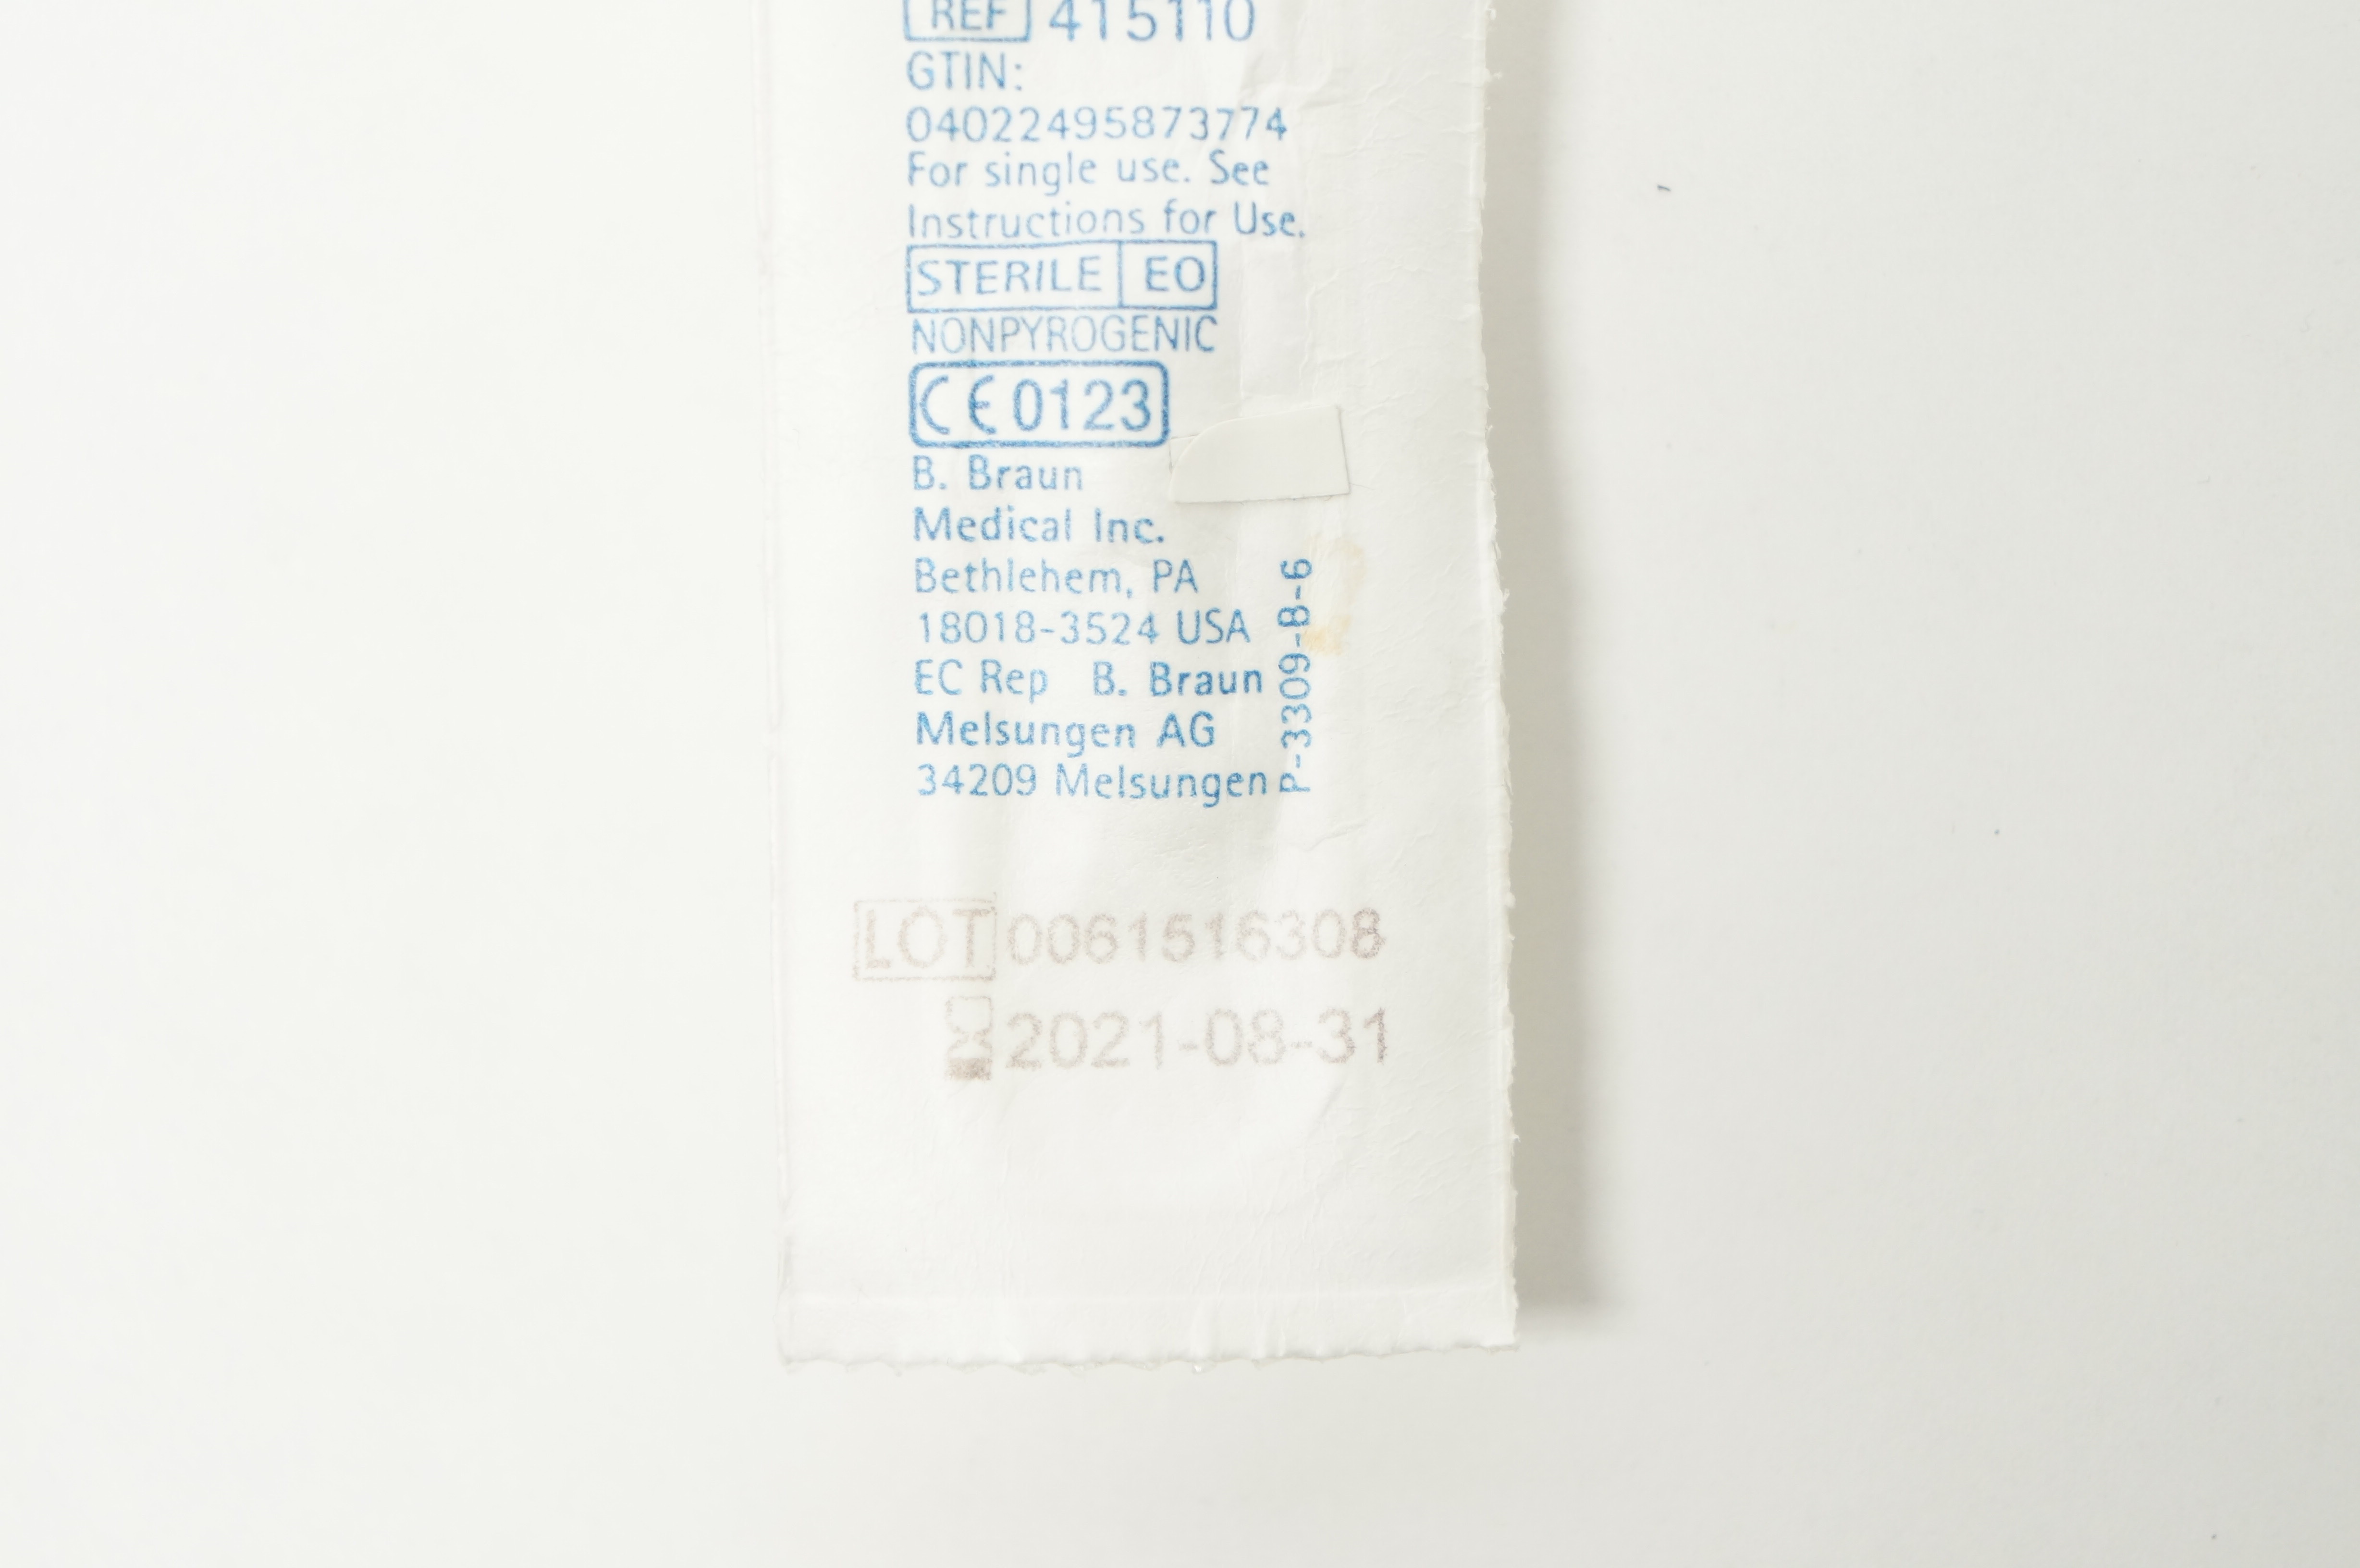 REF 415110
GTIN:
04022495873774
For single use. See
Instructions for Use.
STERILE EO
NONPYROGENIC
CE 0123
B. Braun
Medical Inc.
Bethlehem, PA
18018-3524 USA
EC Rep B. Braun
Melsungen AG
34209 Melsungen
P-3309-B-6
LOT 0061516308
2021-08-31